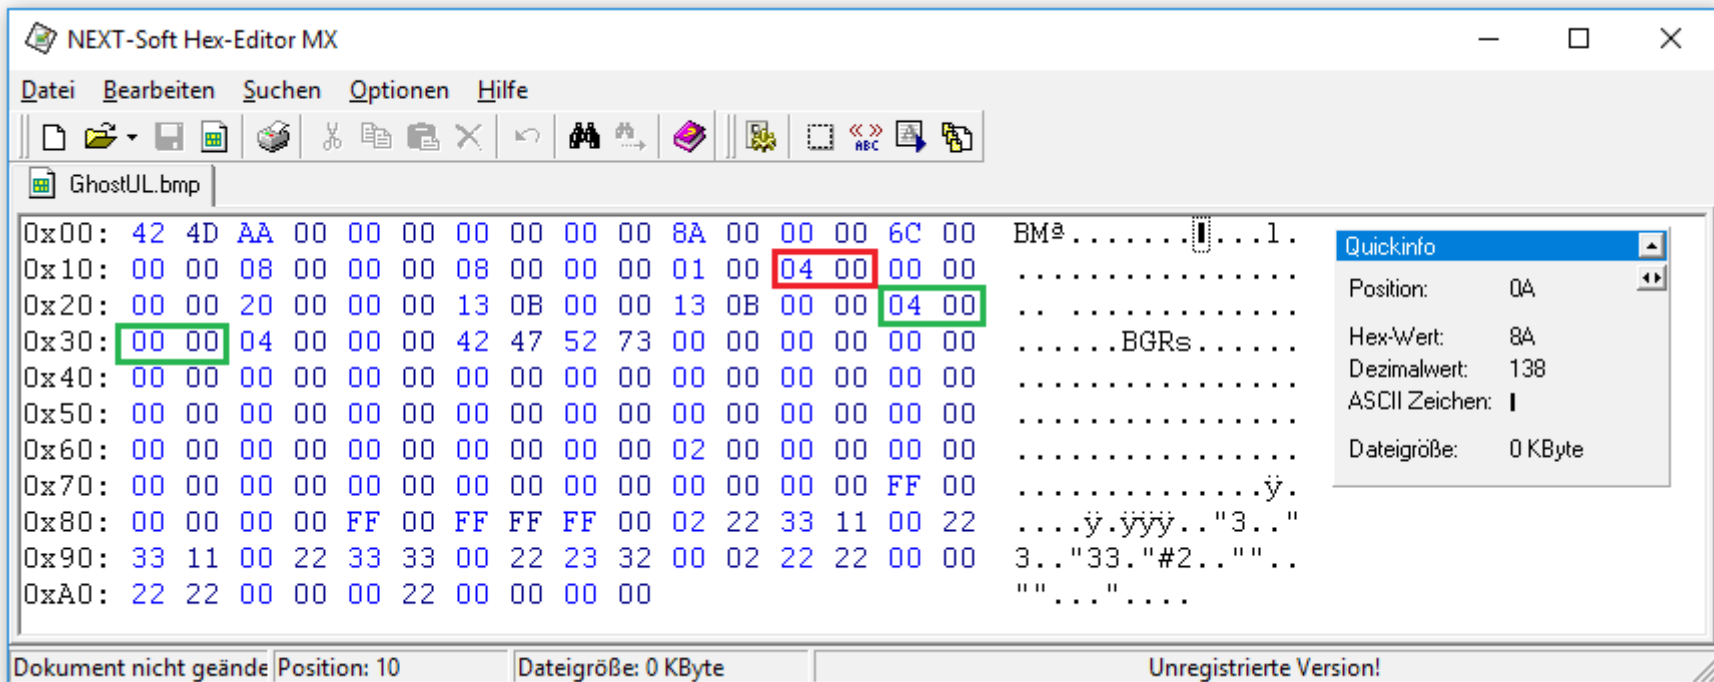 NEXT-Soft Hex-Editor MX
Datei Bearbeiten Suchen Optionen Hilfe
ABC
GhostUL.bmp
0x00: 42 4D AA 00 00 00 00 00 00 00 8A 00 00 00 6C 00 BMª.......▌...l.
0x10: 00 00 08 00 00 00 08 00 00 00 01 00 04 00 00 00 ................
0x20: 00 00 20 00 00 00 13 0B 00 00 13 0B 00 00 04 00 .. .............
0x30: 00 00 04 00 00 00 42 47 52 73 00 00 00 00 00 00 ......BGRs......
0x40: 00 00 00 00 00 00 00 00 00 00 00 00 00 00 00 00 ................
0x50: 00 00 00 00 00 00 00 00 00 00 00 00 00 00 00 00 ................
0x60: 00 00 00 00 00 00 00 00 00 00 02 00 00 00 00 00 ................
0x70: 00 00 00 00 00 00 00 00 00 00 00 00 00 00 FF 00 ..............ÿ.
0x80: 00 00 00 00 FF 00 FF FF FF 00 02 22 33 11 00 22 ....ÿ.ÿÿÿ.."3.."
0x90: 33 11 00 22 33 33 00 22 23 32 00 02 22 22 00 00 3.."33."#2..""..
0xA0: 22 22 00 00 00 22 00 00 00 00 ""...”....
Quickinfo
Position: 0A
Hex-Wert: 8A
Dezimalwert: 138
ASCII Zeichen: ▌
Dateigröße: 0 KByte
Dokument nicht geände Position: 10 Dateigröße: 0 KByte Unregistrierte Version!